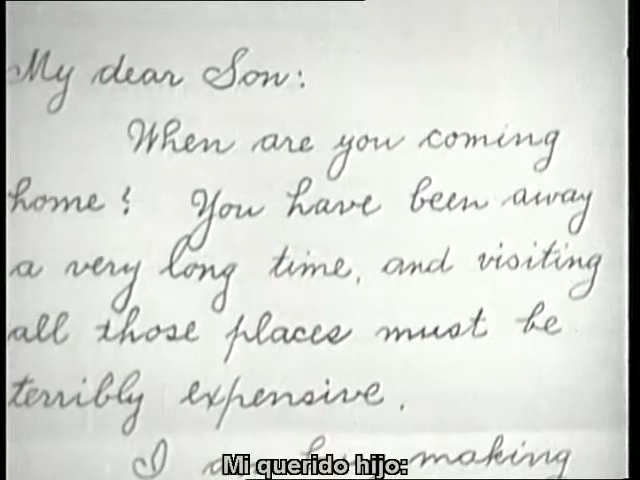 My dear Son:
When are you coming
home? You have been away
a very long time, and visiting
all those places must be
terribly expensive.
I making
Mi querido hijo: